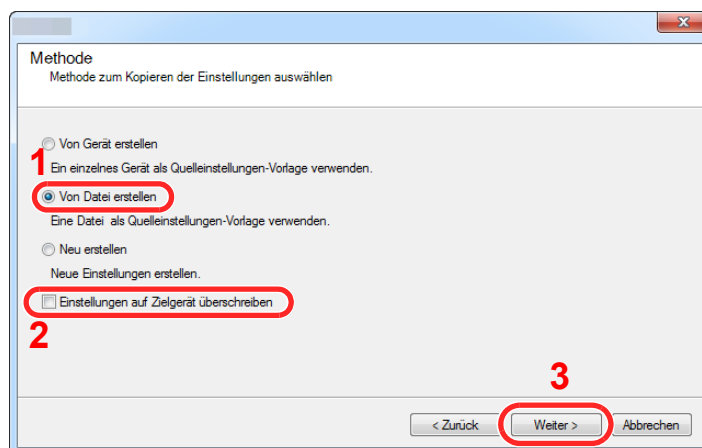 Methode
Methode zum Kopieren der Einstellungen auswählen
Von Gerät erstellen
1
Ein einzelnes Gerät als Quelleinstellungen-Vorlage verwenden.
Von Datei erstellen
Eine Datei als Quelleinstellungen-Vorlage verwenden.
Neu erstellen
Neue Einstellungen erstellen.
Einstellungen auf Zielgerät überschreiben
2
3
< Zurück Weiter > Abbrechen